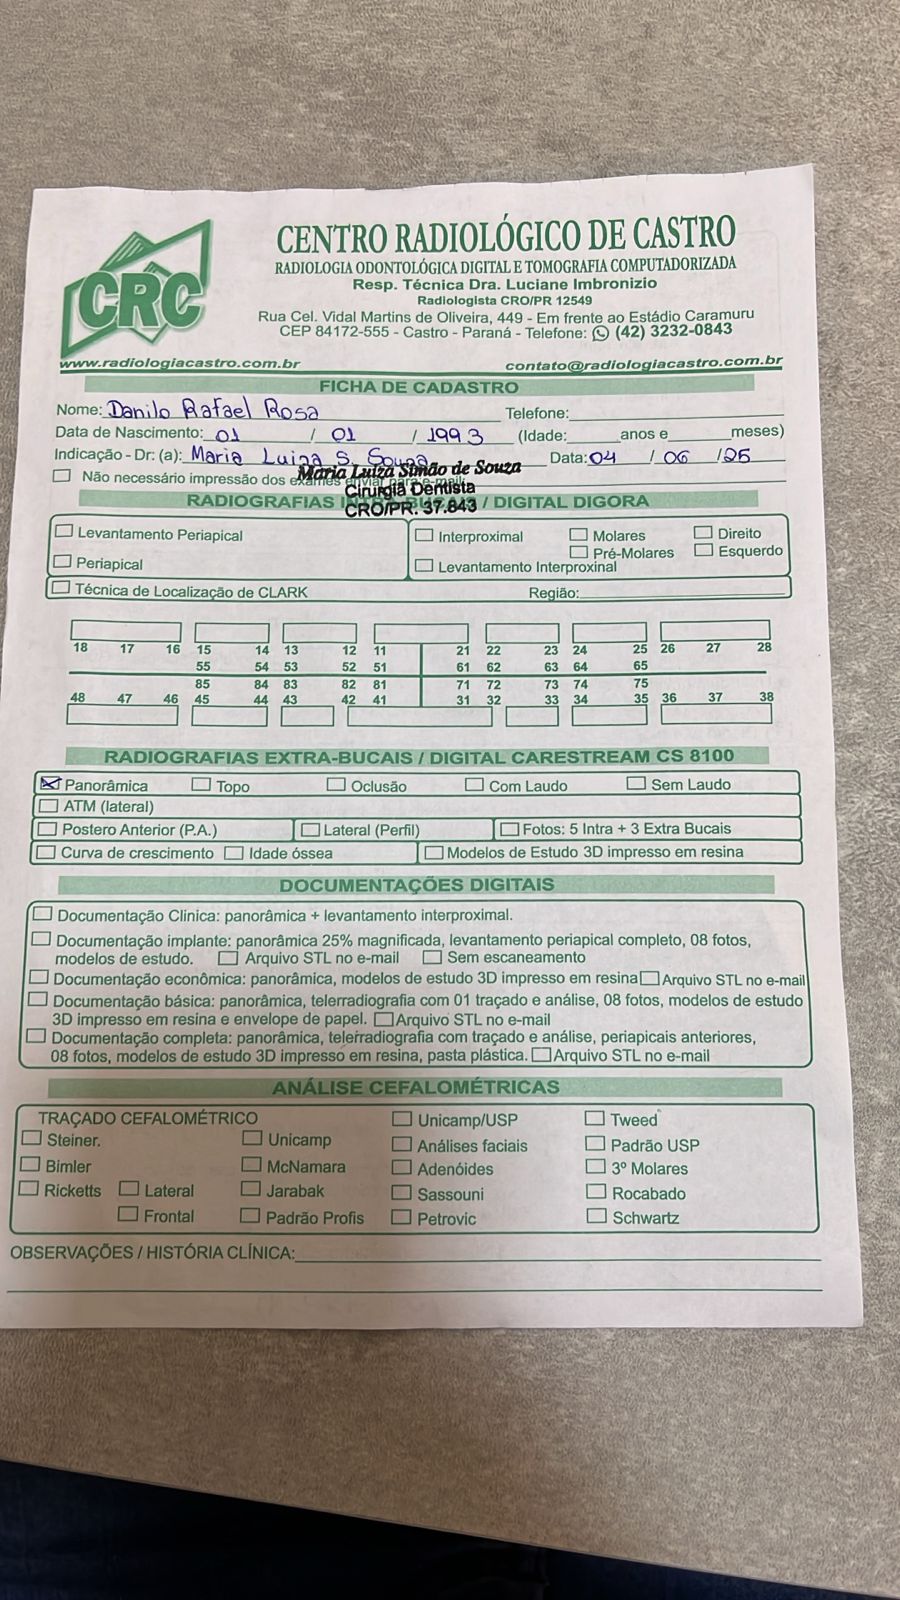 CRC
CENTRO RADIOLÓGICO DE CASTRO
RADIOLOGIA ODONTOLÓGICA DIGITAL E TOMOGRAFIA COMPUTADORIZADA
Resp. Técnica Dra. Luciane Imbronizio
Radiologista CRO/PR 12549
Rua Cel. Vidal Martins de Oliveira, 449 - Em frente ao Estádio Caramuru
CEP 84172-555 - Castro - Paraná - Telefone: (42) 3232-0843
www.radiologiacastro.com.br contato@radiologiacastro.com.br
FICHA DE CADASTRO
Nome: Danilo Rafael Rosa Telefone:
Data de Nascimento: 01 / 01 / 1993 (Idade: anos e meses)
Indicação - Dr: (a): Maria Luiza S. Souza Data: 04 / 06 / 25
Maria Luiza Simão de Souza
Não necessário impressão dos exames enviar para e-mail:
Cirurgiã Dentista
RADIOGRAFIAS INTRA-BUCAIS / DIGITAL DIGORA
CRO/PR. 37.843
Levantamento Periapical Interproximal Molares Direito
Periapical Pré-Molares Esquerdo
Levantamento Interproxinal
Técnica de Localização de CLARK Região:
18 17 16 15 14 13 12 11 21 22 23 24 25 26 27 28
55 54 53 52 51 61 62 63 64 65
85 84 83 82 81 71 72 73 74 75
48 47 46 45 44 43 42 41 31 32 33 34 35 36 37 38
RADIOGRAFIAS EXTRA-BUCAIS / DIGITAL CARESTREAM CS 8100
Panorâmica Topo Oclusão Com Laudo Sem Laudo
ATM (lateral)
Postero Anterior (P.A.) Lateral (Perfil) Fotos: 5 Intra + 3 Extra Bucais
Curva de crescimento Idade óssea Modelos de Estudo 3D impresso em resina
DOCUMENTAÇÕES DIGITAIS
Documentação Clinica: panorâmica + levantamento interproximal.
Documentação implante: panorâmica 25% magnificada, levantamento periapical completo, 08 fotos,
modelos de estudo. Arquivo STL no e-mail Sem escaneamento
Documentação econômica: panorâmica, modelos de estudo 3D impresso em resina Arquivo STL no e-mail
Documentação básica: panorâmica, telerradiografia com 01 traçado e análise, 08 fotos, modelos de estudo
3D impresso em resina e envelope de papel. Arquivo STL no e-mail
Documentação completa: panorâmica, telerradiografia com traçado e análise, periapicais anteriores,
08 fotos, modelos de estudo 3D impresso em resina, pasta plástica. Arquivo STL no e-mail
ANÁLISE CEFALOMÉTRICAS
TRAÇADO CEFALOMÉTRICO Unicamp/USP Tweed
Steiner. Unicamp Análises faciais Padrão USP
Bimler McNamara Adenóides 3º Molares
Ricketts Lateral Jarabak Sassouni Rocabado
Frontal Padrão Profis Petrovic Schwartz
OBSERVAÇÕES / HISTÓRIA CLÍNICA: